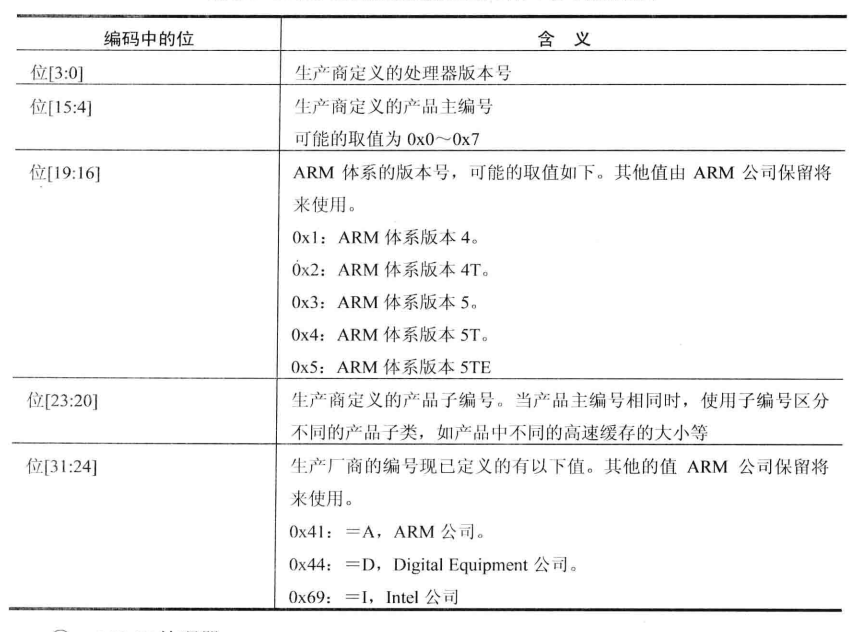 编码中的位 含 义
位[3:0] 生产商定义的处理器版本号
位[15:4] 生产商定义的产品主编号
可能的取值为 0x0～0x7
位[19:16] ARM 体系的版本号，可能的取值如下。其他值由 ARM 公司保留将
来使用。
0x1：ARM 体系版本 4。
0x2：ARM 体系版本 4T。
0x3：ARM 体系版本 5。
0x4：ARM 体系版本 5T。
0x5：ARM 体系版本 5TE
位[23:20] 生产商定义的产品子编号。当产品主编号相同时，使用子编号区分
不同的产品子类，如产品中不同的高速缓存的大小等
位[31:24] 生产厂商的编号现已定义的有以下值。其他的值 ARM 公司保留将
来使用。
0x41：＝A，ARM 公司。
0x44：＝D，Digital Equipment 公司。
0x69：＝I，Intel 公司